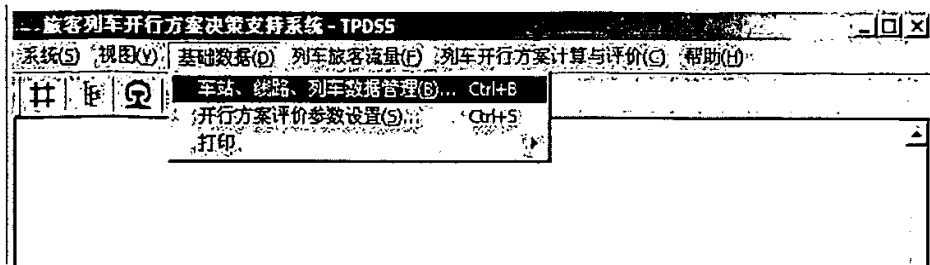 旅客列车开行方案决策支持系统 - TPDSS
系统(S) 视图(V) 基础数据(D) 列车旅客流量(F) 列车开行方案计算与评价(C) 帮助(H)
车站、线路、列车数据管理(B)... Ctrl+B
开行方案评价参数设置(S)... Ctrl+S
打印